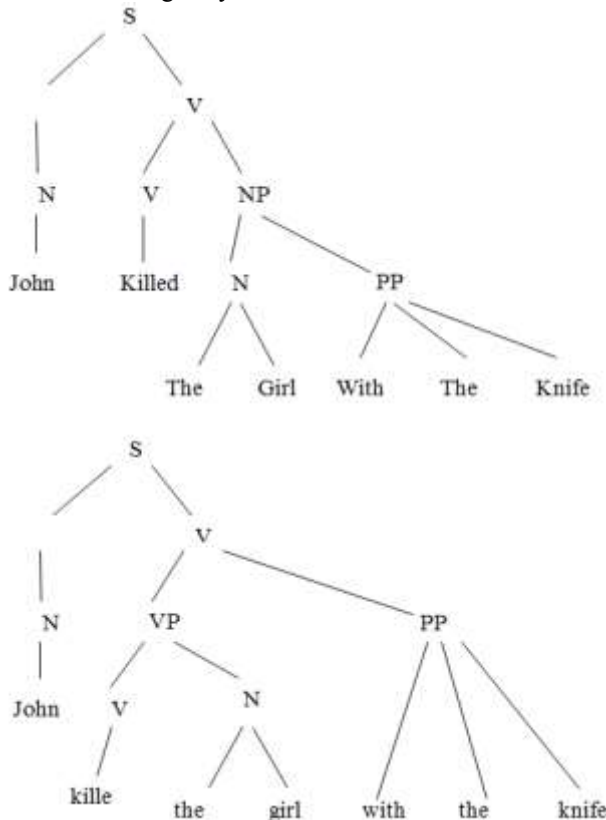 S
V
N V NP
John Killed N PP
The Girl With The Knife
S
V
N VP PP
John V N
kille the girl with the knife